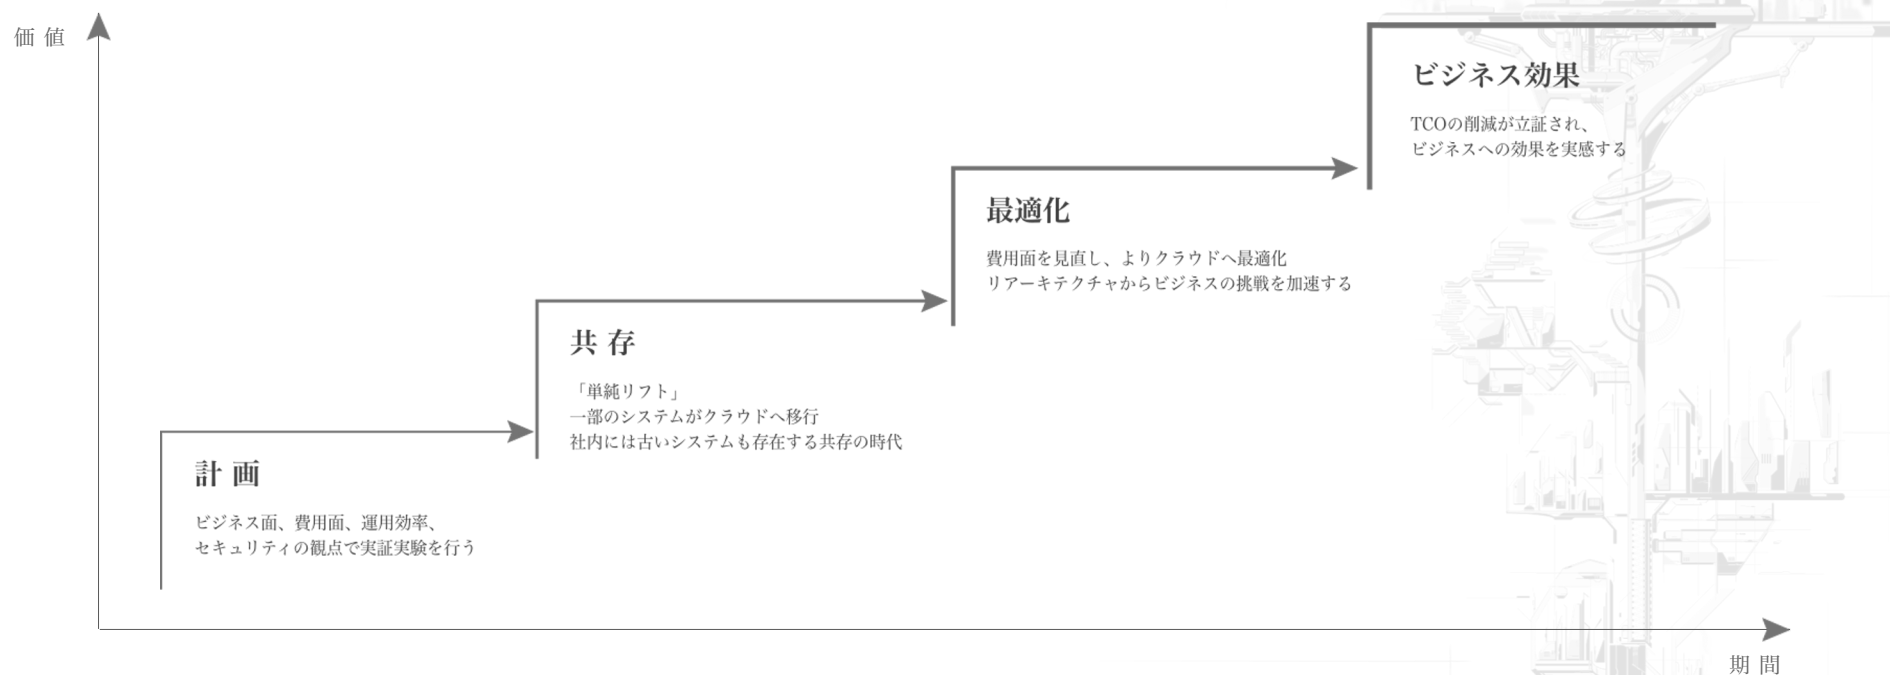 価値
ビジネス効果
TCOの削減が立証され、
ビジネスへの効果を実感する
最適化
費用面を見直し、よりクラウドへ最適化
リアーキテクチャからビジネスの挑戦を加速する
共存
「単純リフト」
一部のシステムがクラウドへ移行
社内には古いシステムも存在する共存の時代
計画
ビジネス面、費用面、運用効率、
セキュリティの観点で実証実験を行う
期間